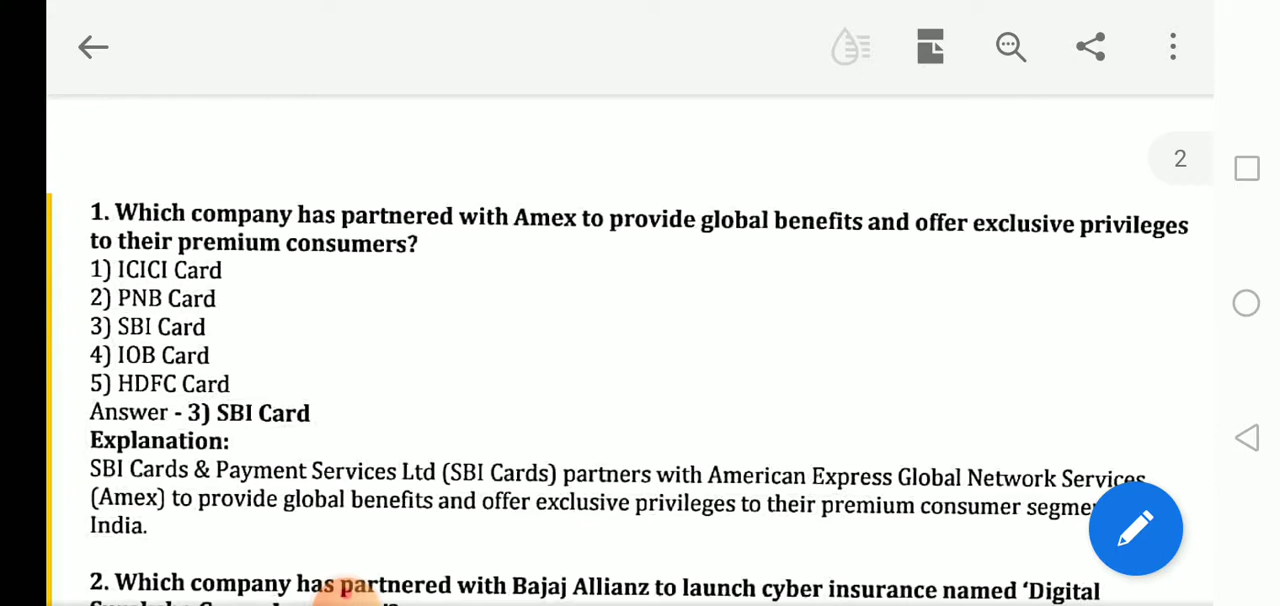 2
1. Which company has partnered with Amex to provide global benefits and offer exclusive privileges
to their premium consumers?
1) ICICI Card
2) PNB Card
3) SBI Card
4) IOB Card
5) HDFC Card
Answer - 3) SBI Card
Explanation:
SBI Cards & Payment Services Ltd (SBI Cards) partners with American Express Global Network Services
(Amex) to provide global benefits and offer exclusive privileges to their premium consumer
India.
2. Which company has partnered with Bajaj Allianz to launch cyber insurance named ‘Digital